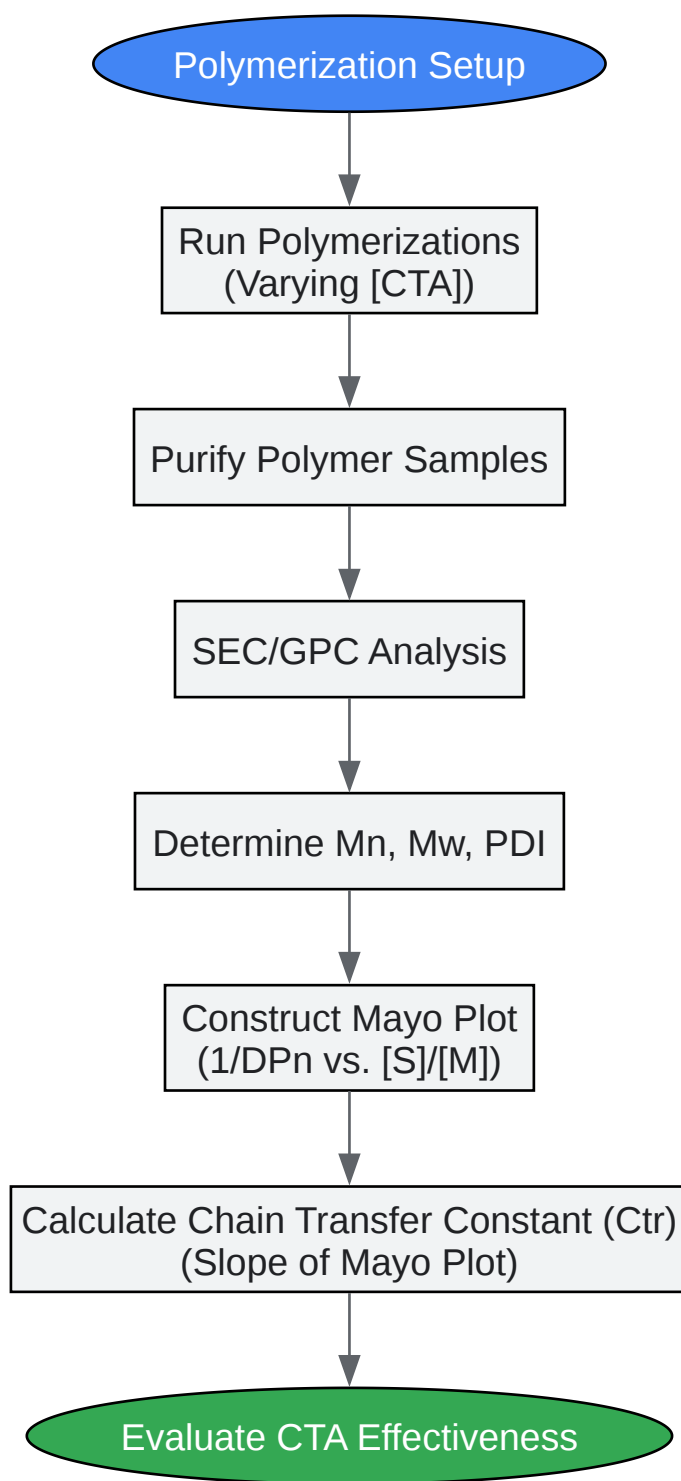 Polymerization Setup
Run Polymerizations
(Varying [CTA])
Purify Polymer Samples
SEC/GPC Analysis
Determine Mn, Mw, PDI
Construct Mayo Plot
(1/DPn vs. [S]/[M])
Calculate Chain Transfer Constant (Ctr)
(Slope of Mayo Plot)
Evaluate CTA Effectiveness